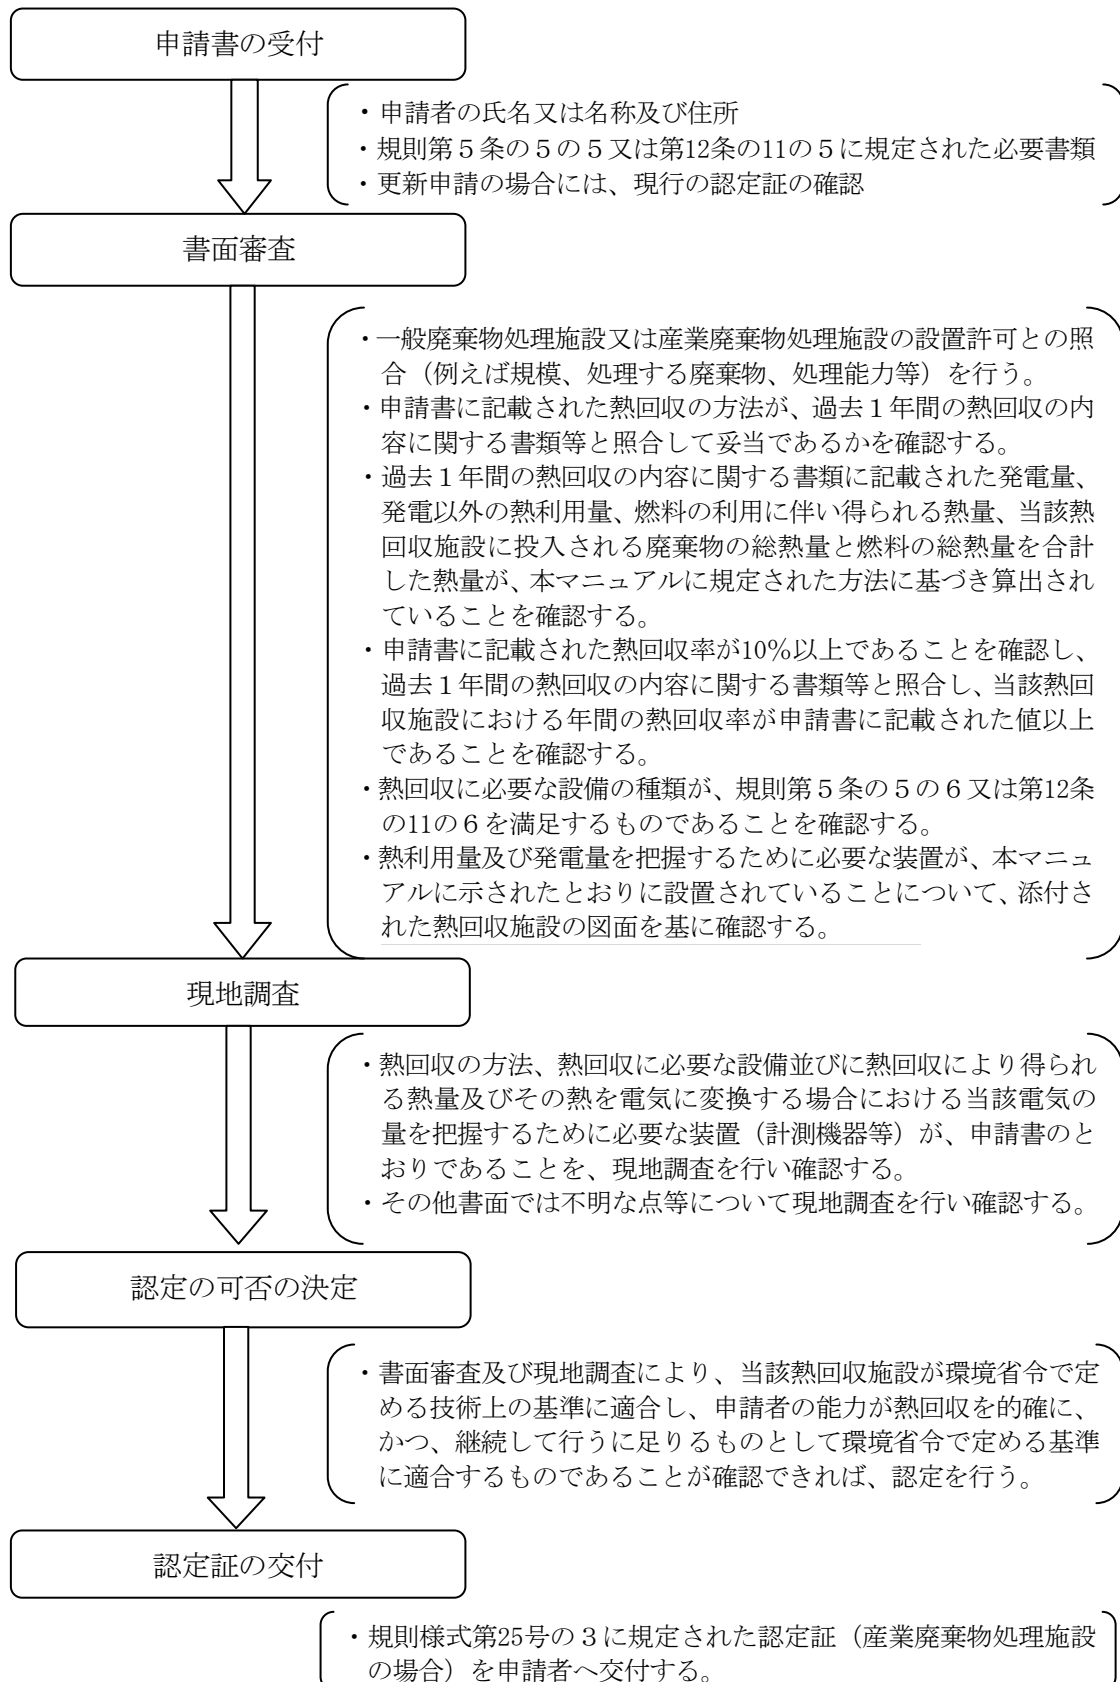 申請書の受付
・申請者の氏名又は名称及び住所
・規則第５条の５の５又は第12条の11の５に規定された必要書類
・更新申請の場合には、現行の認定証の確認
書面審査
・一般廃棄物処理施設又は産業廃棄物処理施設の設置許可との照
合（例えば規模、処理する廃棄物、処理能力等）を行う。
・申請書に記載された熱回収の方法が、過去１年間の熱回収の内
容に関する書類等と照合して妥当であるかを確認する。
・過去１年間の熱回収の内容に関する書類に記載された発電量、
発電以外の熱利用量、燃料の利用に伴い得られる熱量、当該熱
回収施設に投入される廃棄物の総熱量と燃料の総熱量を合計
した熱量が、本マニュアルに規定された方法に基づき算出され
ていることを確認する。
・申請書に記載された熱回収率が10％以上であることを確認し、
過去１年間の熱回収の内容に関する書類等と照合し、当該熱回
収施設における年間の熱回収率が申請書に記載された値以上
であることを確認する。
・熱回収に必要な設備の種類が、規則第５条の５の６又は第12条
の11の６を満足するものであることを確認する。
・熱利用量及び発電量を把握するために必要な装置が、本マニュ
アルに示されたとおりに設置されていることについて、添付さ
れた熱回収施設の図面を基に確認する。
現地調査
・熱回収の方法、熱回収に必要な設備並びに熱回収により得られ
る熱量及びその熱を電気に変換する場合における当該電気の
量を把握するために必要な装置（計測機器等）が、申請書のと
おりであることを、現地調査を行い確認する。
・その他書面では不明な点等について現地調査を行い確認する。
認定の可否の決定
・書面審査及び現地調査により、当該熱回収施設が環境省令で定
める技術上の基準に適合し、申請者の能力が熱回収を的確に、
かつ、継続して行うに足りるものとして環境省令で定める基準
に適合するものであることが確認できれば、認定を行う。
認定証の交付
・規則様式第25号の３に規定された認定証（産業廃棄物処理施設
の場合）を申請者へ交付する。